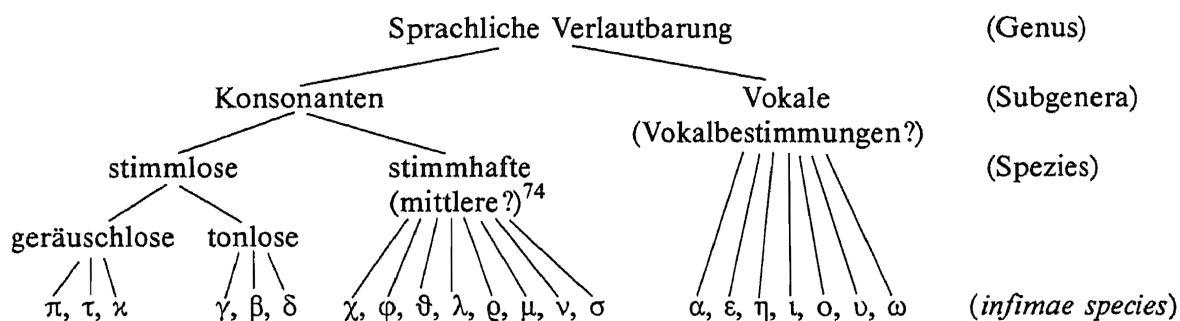 Sprachliche Verlautbarung (Genus)
Konsonanten Vokale (Subgenera)
(Vokalbestimmungen?)
stimmlose stimmhafte (Spezies)
(mittlere?)74
geräuschlose tonlose
π, τ, ϰ γ, β, δ χ, φ, ϑ, λ, ϱ, μ, ν, σ α, ε, η, ι, ο, υ, ω (infimae species)